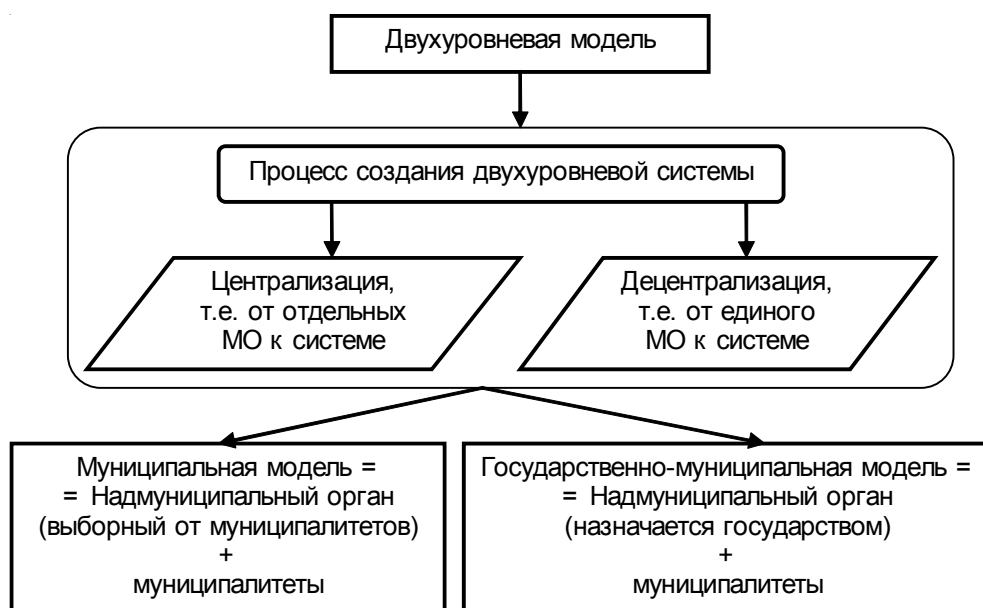 Двухуровневая модель
Процесс создания двухуровневой системы
Централизация,
т.е. от отдельных
МО к системе
Децентрализация,
т.е. от единого
МО к системе
Муниципальная модель =
= Надмуниципальный орган
(выборный от муниципалитетов)
+
муниципалитеты
Государственно-муниципальная модель =
= Надмуниципальный орган
(назначается государством)
+
муниципалитеты